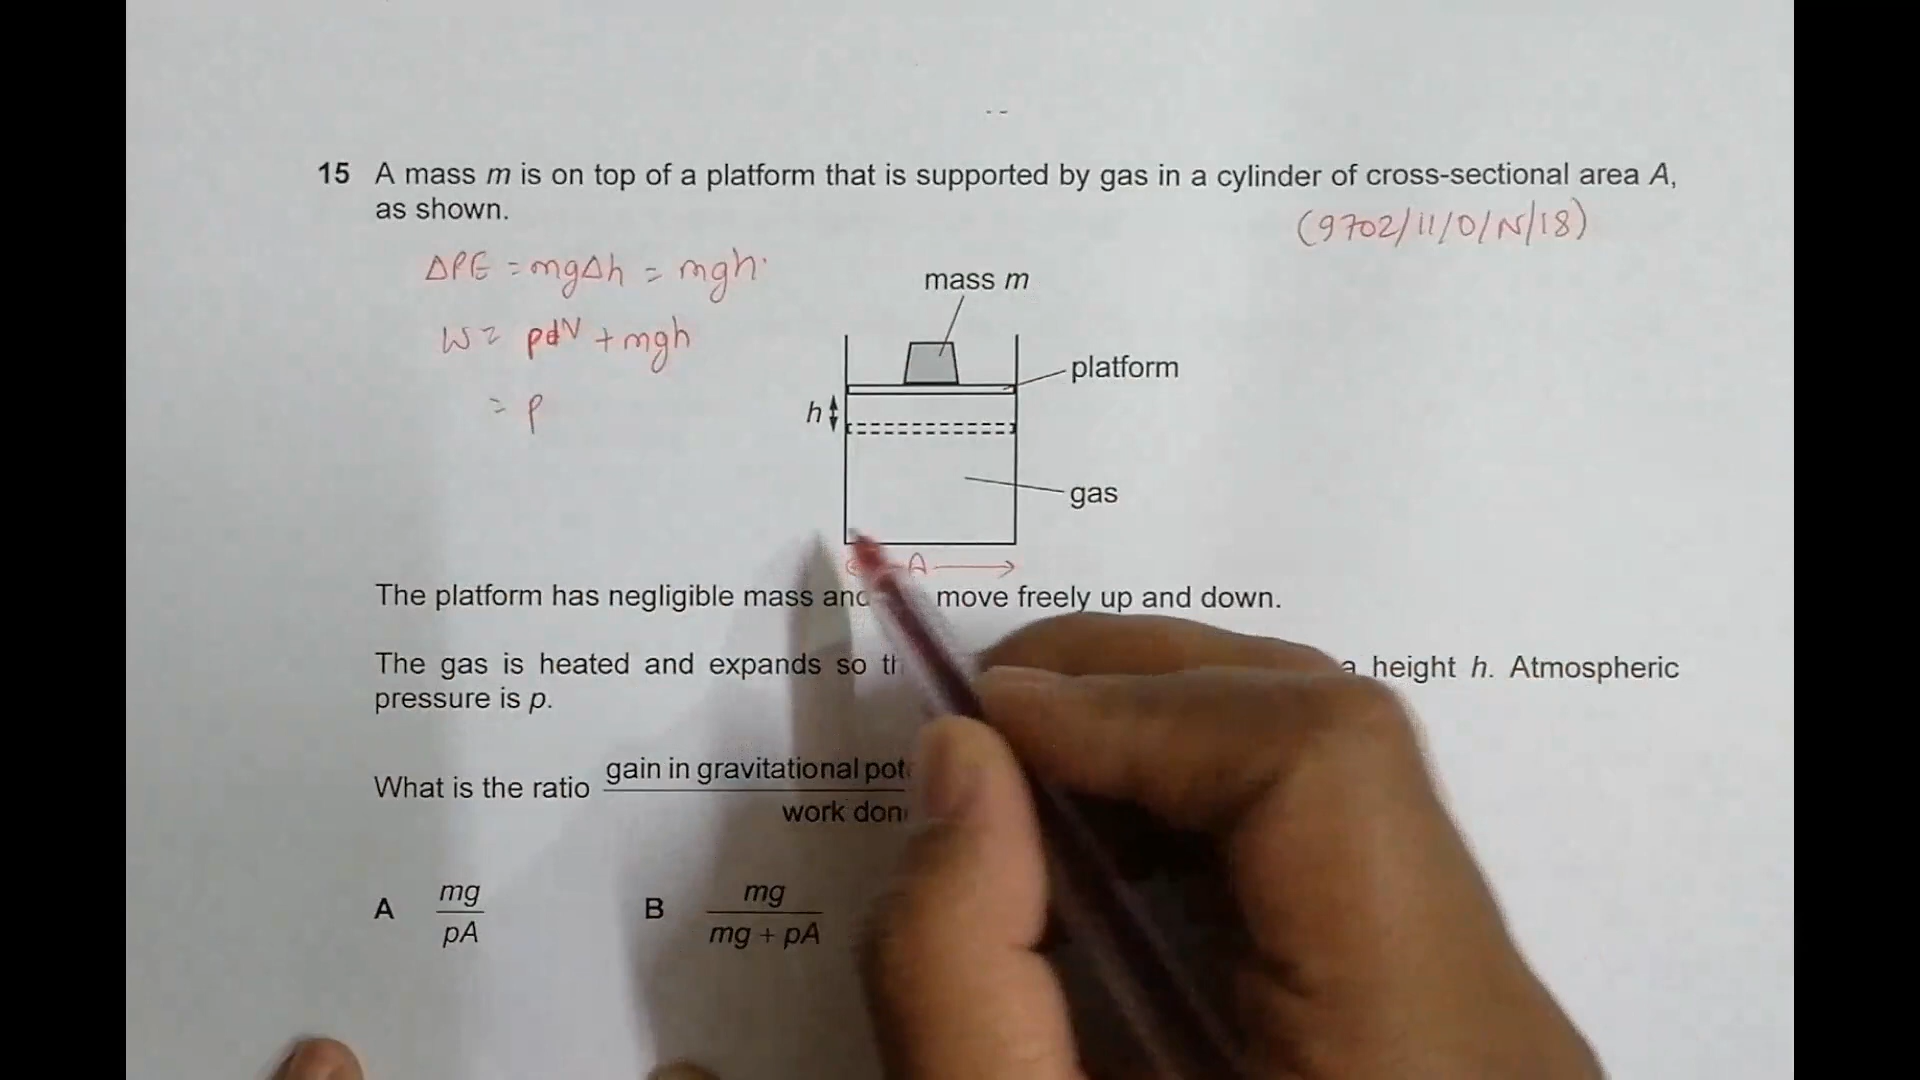 15 A mass m is on top of a platform that is supported by gas in a cylinder of cross-sectional area A,
as shown.
(9702/11/O/N/18)
ΔPE = mgΔh = mgh
W = pdV + mgh
= p
mass m
platform
h
gas
A
The platform has negligible mass and move freely up and down.
The gas is heated and expands so a height h. Atmospheric
pressure is p.
What is the ratio gain in gravitational
work
A mg
pA
B mg
mg + pA